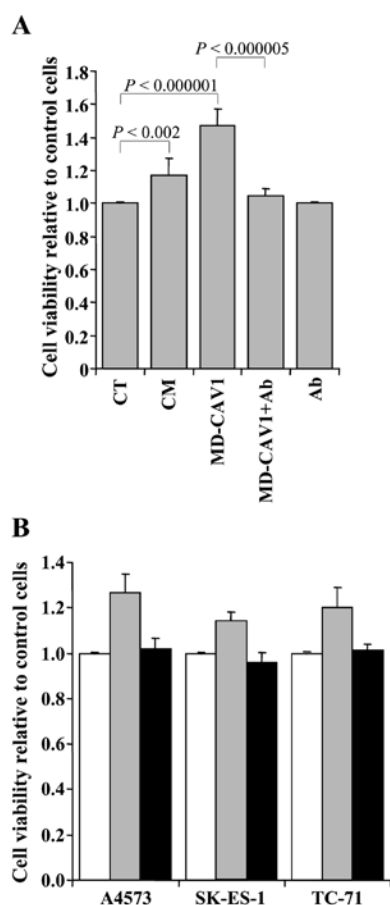 A
P < 0.000005
P < 0.000001
P < 0.002
Cell viability relative to control cells
1.8
1.6
1.4
1.2
1.0
0.8
0.6
0.4
0.2
0
CT
CM
MD-CAV1
MD-CAV1+Ab
Ab
B
Cell viability relative to control cells
1.4
1.2
1.0
0.8
0.6
0.4
0.2
0.0
A4573 SK-ES-1 TC-71